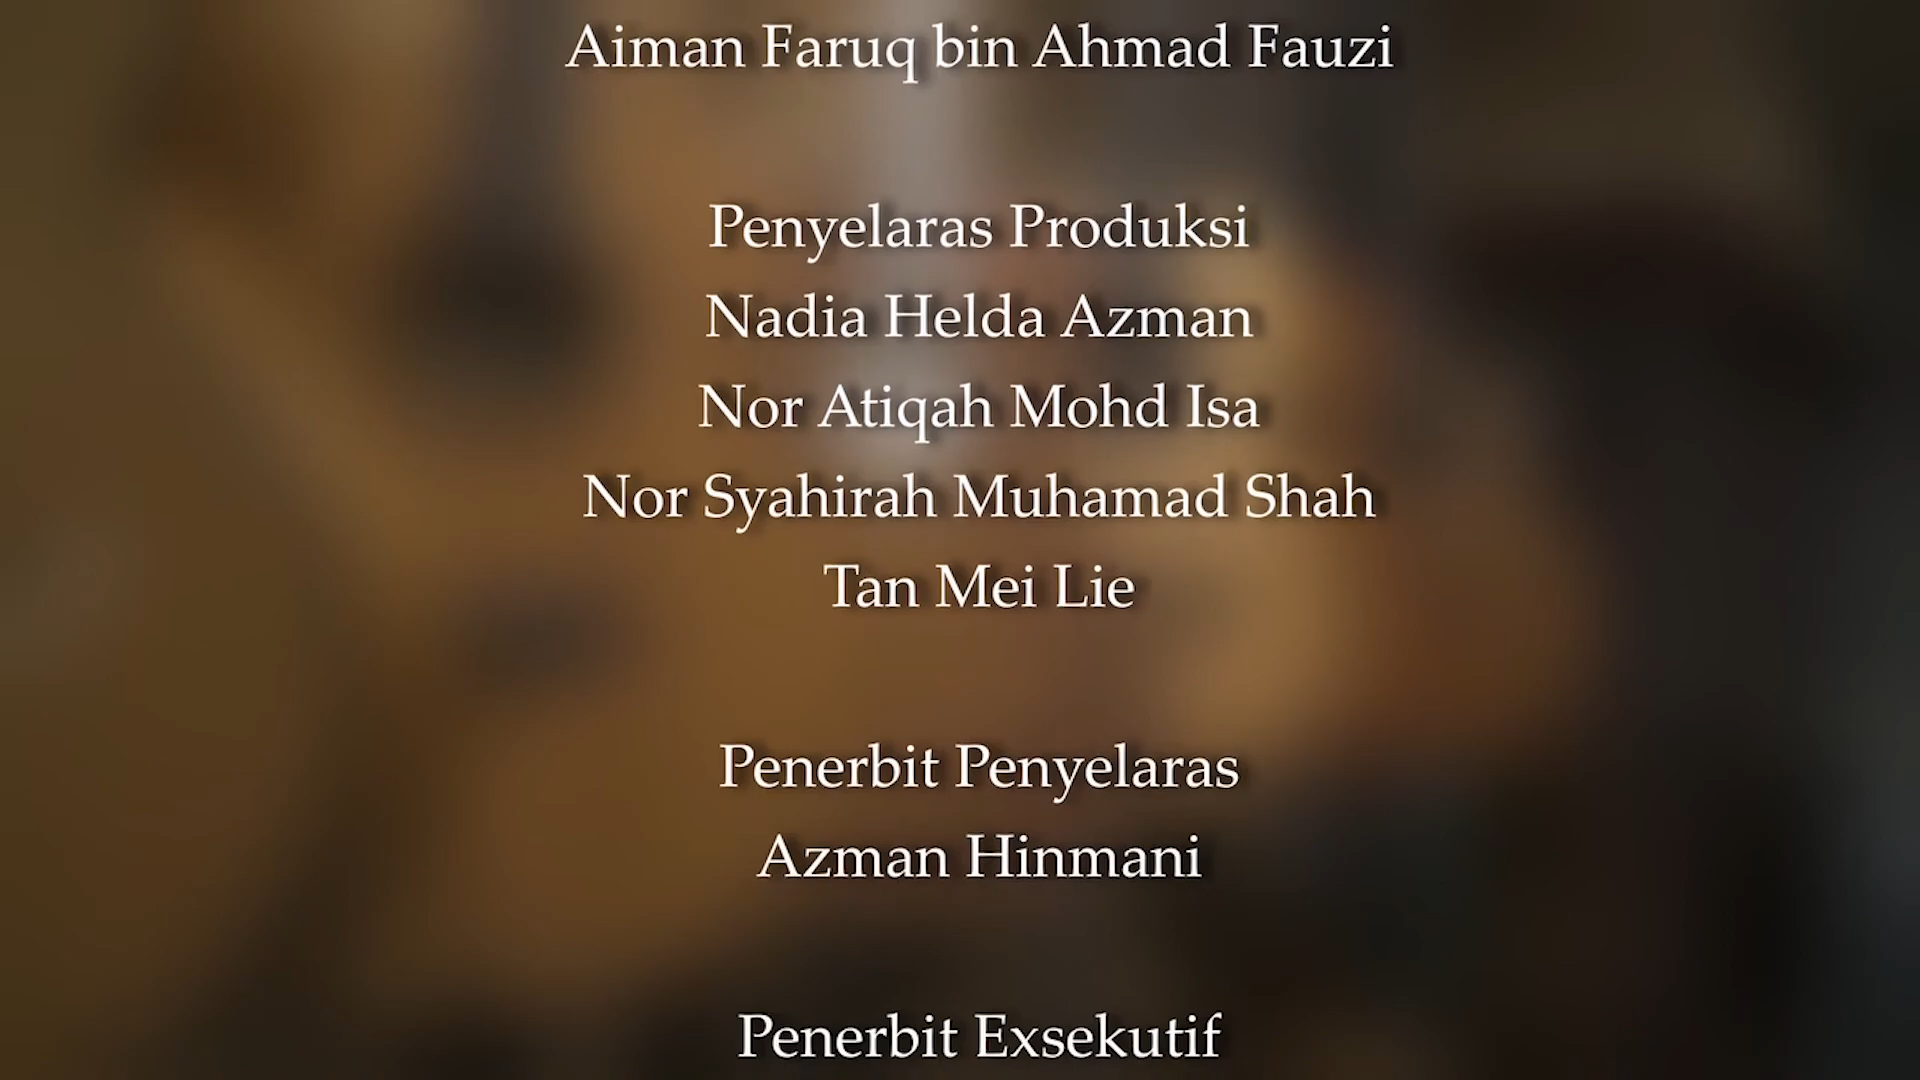 Aiman Faruq bin Ahmad Fauzi
Penyelaras Produksi
Nadia Helda Azman
Nor Atiqah Mohd Isa
Nor Syahirah Muhamad Shah
Tan Mei Lie
Penerbit Penyelaras
Azman Hinmani
Penerbit Exsekutif